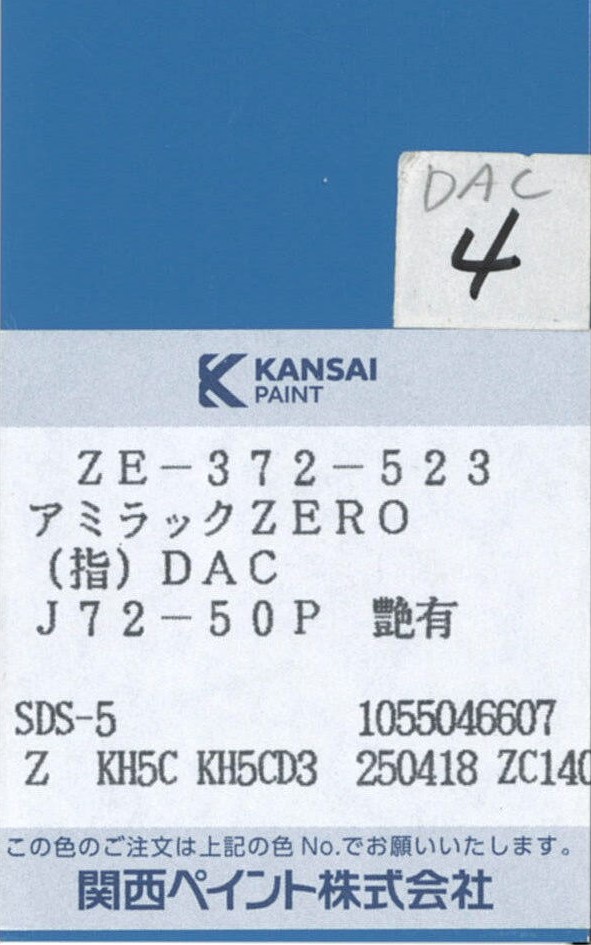 DAC
4
KANSAI
PAINT
ZE-372-523
アミラックZERO
(指)DAC
J72-50P 艶有
SDS-5 1055046607
Z KH5C KH5CD3 250418 ZC140
この色のご注文は上記の色No.でお願いいたします。
関西ペイント株式会社